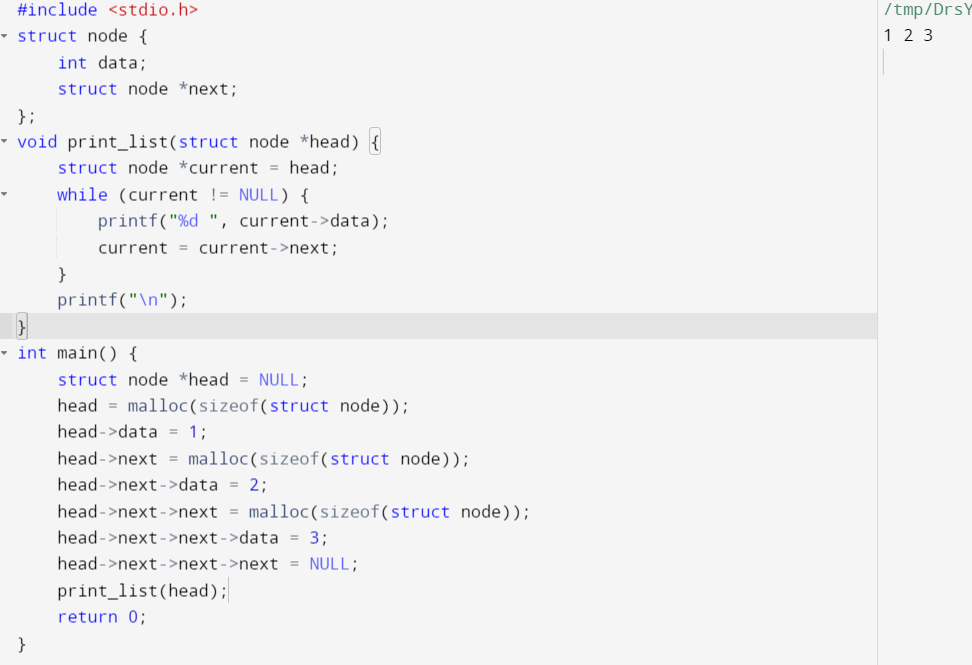 #include <stdio.h>
struct node {
    int data;
    struct node *next;
};
void print_list(struct node *head) {
    struct node *current = head;
    while (current != NULL) {
        printf("%d ", current->data);
        current = current->next;
    }
    printf("\n");
}
int main() {
    struct node *head = NULL;
    head = malloc(sizeof(struct node));
    head->data = 1;
    head->next = malloc(sizeof(struct node));
    head->next->data = 2;
    head->next->next = malloc(sizeof(struct node));
    head->next->next->data = 3;
    head->next->next->next = NULL;
    print_list(head);
    return 0;
}
/tmp/DrsY
1 2 3